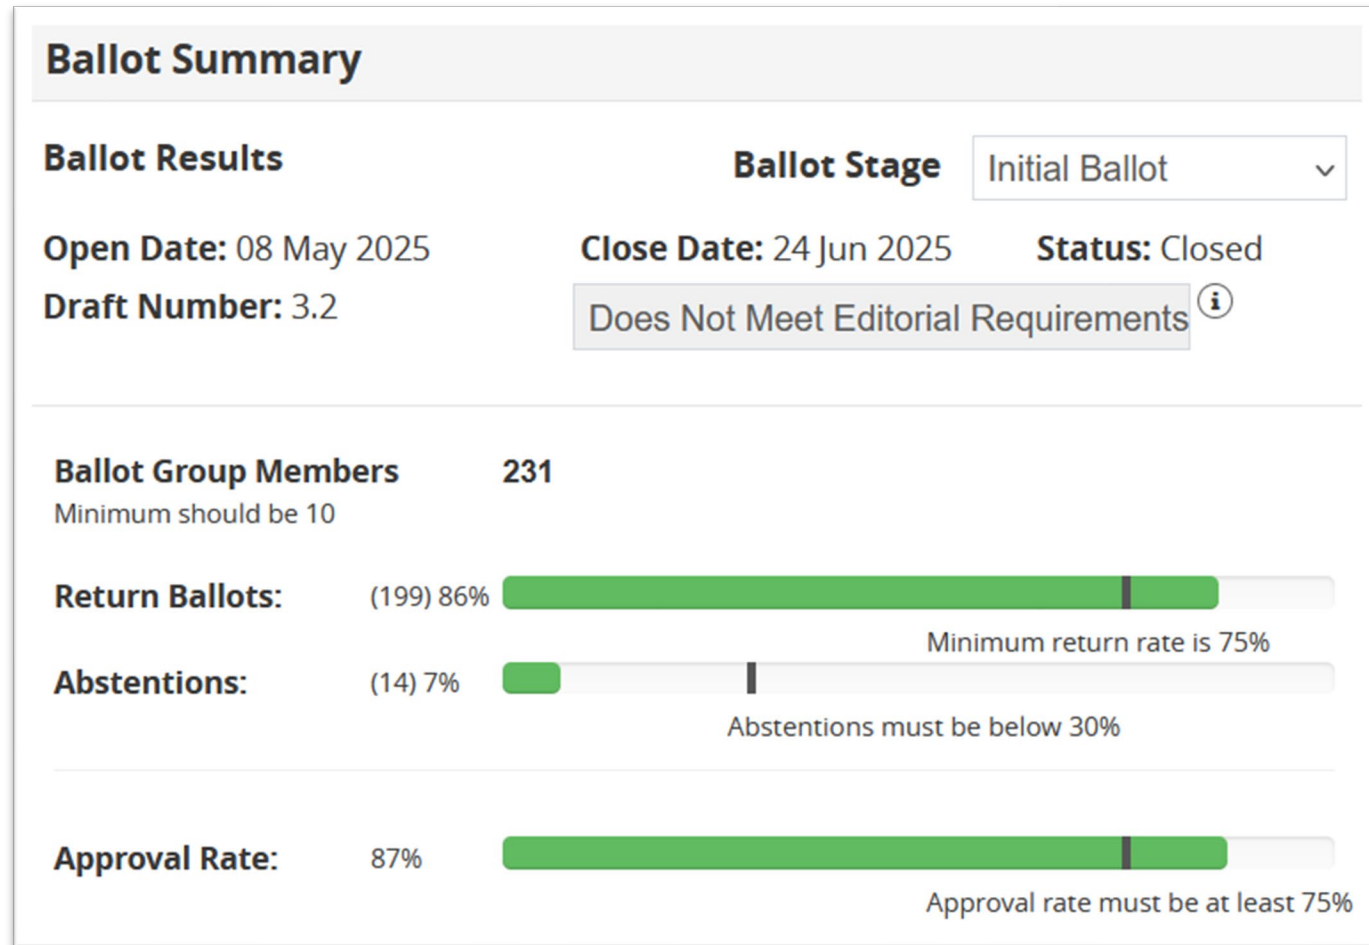 Ballot Summary
Ballot Results
Ballot Stage Initial Ballot
Open Date: 08 May 2025 Close Date: 24 Jun 2025 Status: Closed
Draft Number: 3.2 Does Not Meet Editorial Requirements i
Ballot Group Members 231
Minimum should be 10
Return Ballots: (199) 86%
Minimum return rate is 75%
Abstentions: (14) 7%
Abstentions must be below 30%
Approval Rate: 87%
Approval rate must be at least 75%